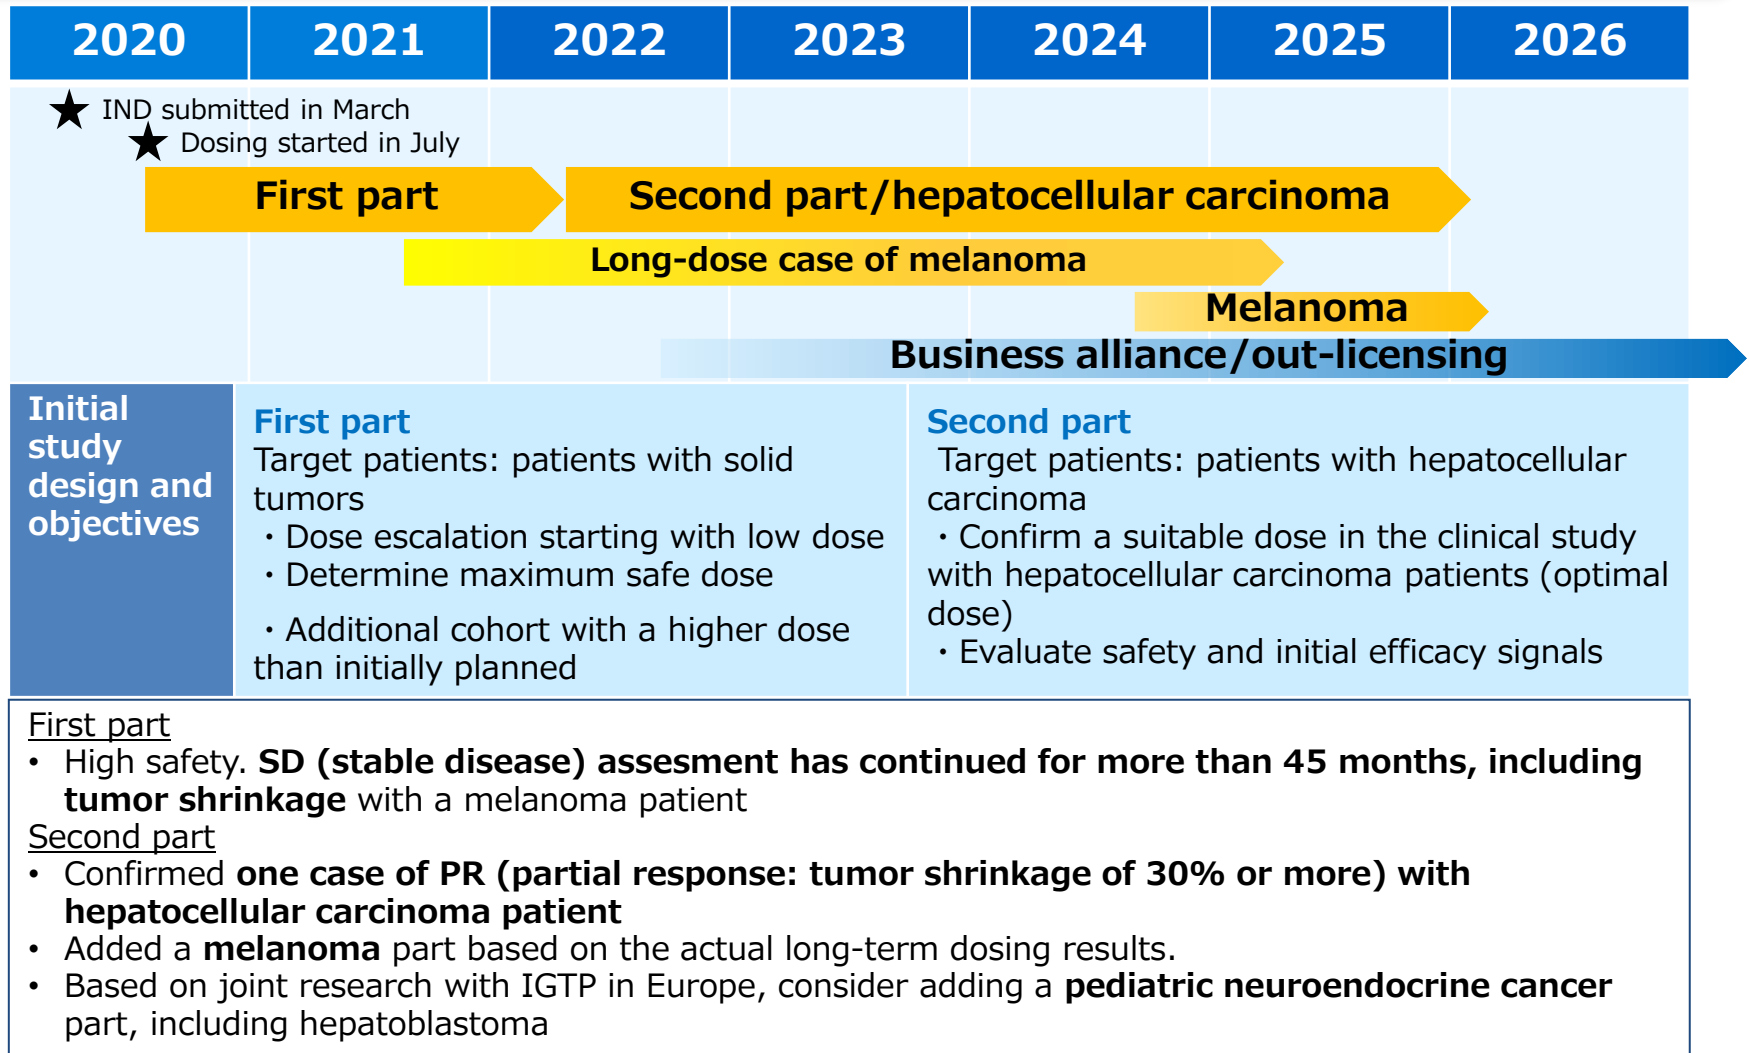 2020 2021 2022 2023 2024 2025 2026
★ IND submitted in March
★ Dosing started in July
First part
Second part/hepatocellular carcinoma
Long-dose case of melanoma
Melanoma
Business alliance/out-licensing
Initial
study
design and
objectives
First part
Target patients: patients with solid
tumors
・Dose escalation starting with low dose
・Determine maximum safe dose
・Additional cohort with a higher dose
than initially planned
Second part
Target patients: patients with hepatocellular
carcinoma
・Confirm a suitable dose in the clinical study
with hepatocellular carcinoma patients (optimal
dose)
・Evaluate safety and initial efficacy signals
First part
• High safety. SD (stable disease) assesment has continued for more than 45 months, including
tumor shrinkage with a melanoma patient
Second part
• Confirmed one case of PR (partial response: tumor shrinkage of 30% or more) with
hepatocellular carcinoma patient
• Added a melanoma part based on the actual long-term dosing results.
• Based on joint research with IGTP in Europe, consider adding a pediatric neuroendocrine cancer
part, including hepatoblastoma